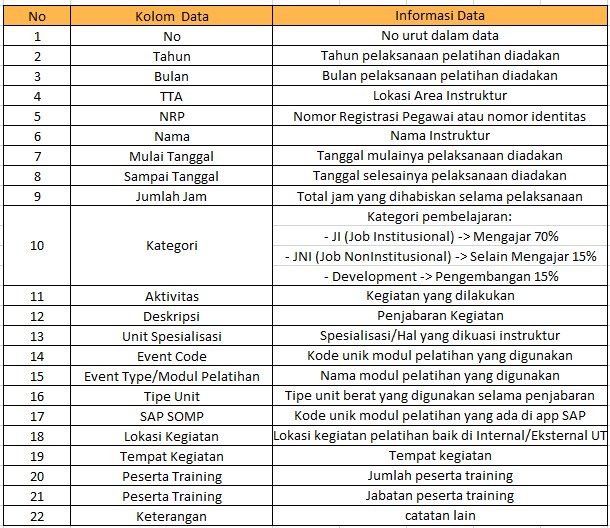 No Kolom Data Informasi Data
1 No No urut dalam data
2 Tahun Tahun pelaksanaan pelatihan diadakan
3 Bulan Bulan pelaksanaan pelatihan diadakan
4 TTA Lokasi Area Instruktur
5 NRP Nomor Registrasi Pegawai atau nomor identitas
6 Nama Nama Instruktur
7 Mulai Tanggal Tanggal mulainya pelaksanaan diadakan
8 Sampai Tanggal Tanggal selesainya pelaksanaan diadakan
9 Jumlah Jam Total jam yang dihabiskan selama pelaksanaan
10 Kategori Kategori pembelajaran:
- JI (Job Institusional) -> Mengajar 70%
- JNI (Job NonInstitusional) -> Selain Mengajar 15%
- Development -> Pengembangan 15%
11 Aktivitas Kegiatan yang dilakukan
12 Deskripsi Penjabaran Kegiatan
13 Unit Spesialisasi Spesialisasi/Hal yang dikuasi instruktur
14 Event Code Kode unik modul pelatihan yang digunakan
15 Event Type/Modul Pelatihan Nama modul pelatihan yang digunakan
16 Tipe Unit Tipe unit berat yang digunakan selama penjabaran
17 SAP SOMP Kode unik modul pelatihan yang ada di app SAP
18 Lokasi Kegiatan Lokasi kegiatan pelatihan baik di Internal/Eksternal UT
19 Tempat Kegiatan Tempat kegiatan
20 Peserta Training Jumlah peserta training
21 Peserta Training Jabatan peserta training
22 Keterangan catatan lain